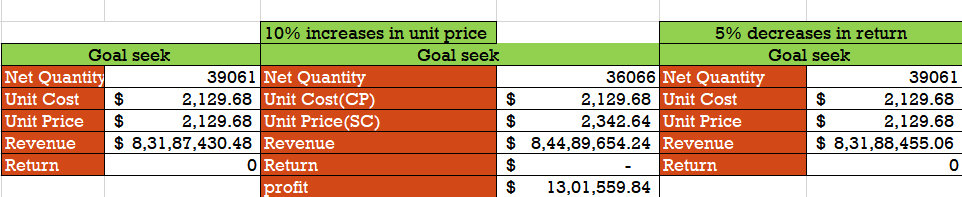 10% increases in unit price 5% decreases in return
Goal seek Goal seek Goal seek
Net Quantity 39061 Net Quantity 36066 Net Quantity 39061
Unit Cost $ 2,129.68 Unit Cost(CP) $ 2,129.68 Unit Cost $ 2,129.68
Unit Price $ 2,129.68 Unit Price(SC) $ 2,342.64 Unit Price $ 2,129.68
Revenue $ 8,31,87,430.48 Revenue $ 8,44,89,654.24 Revenue $ 8,31,88,455.06
Return 0 Return $ - Return 0
profit $ 13,01,559.84